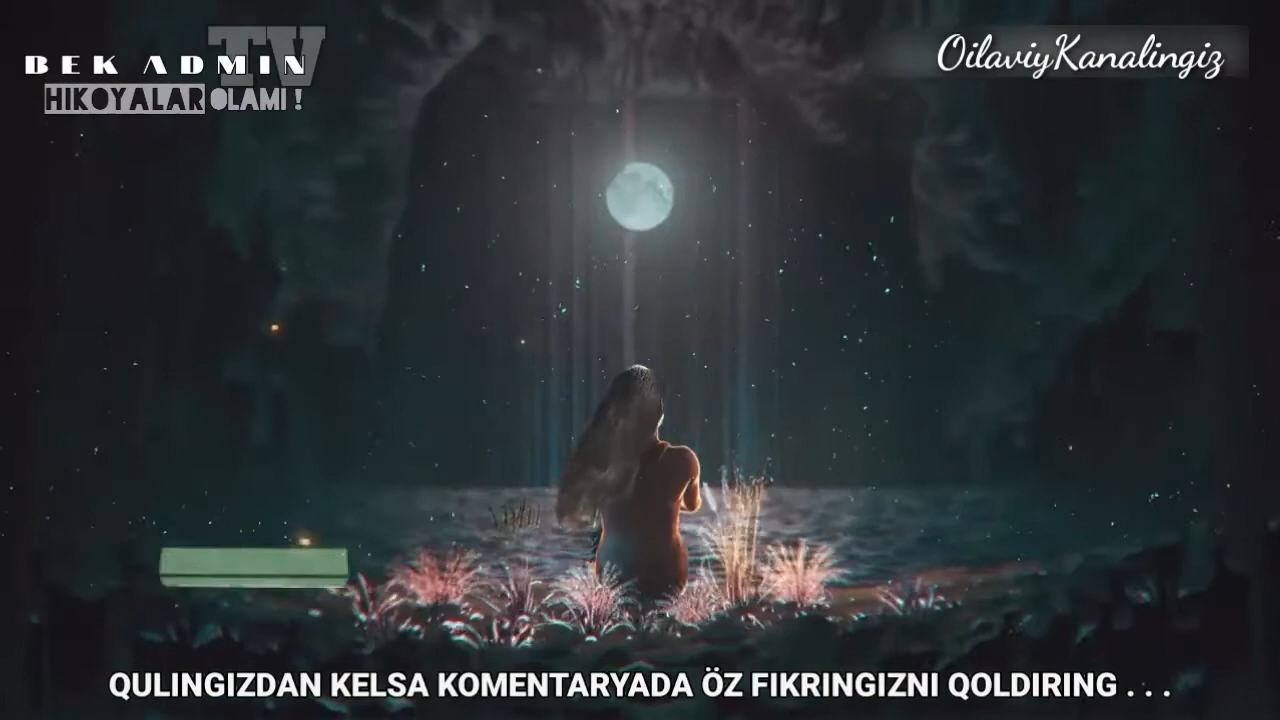 TV
BEK ADMIN
HIKOYALAR OLAMI !
OilaviyKanalingiz
QULINGIZDAN KELSA KOMENTARYADA ÖZ FIKRINGIZNI QOLDIRING . . .